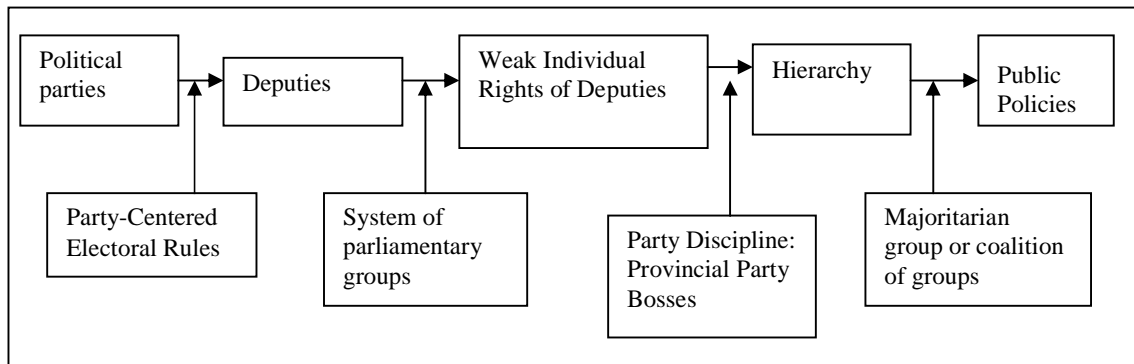 Political
parties
Deputies
Weak Individual
Rights of Deputies
Hierarchy
Public
Policies
Party-Centered
Electoral Rules
System of
parliamentary
groups
Party Discipline:
Provincial Party
Bosses
Majoritarian
group or coalition
of groups